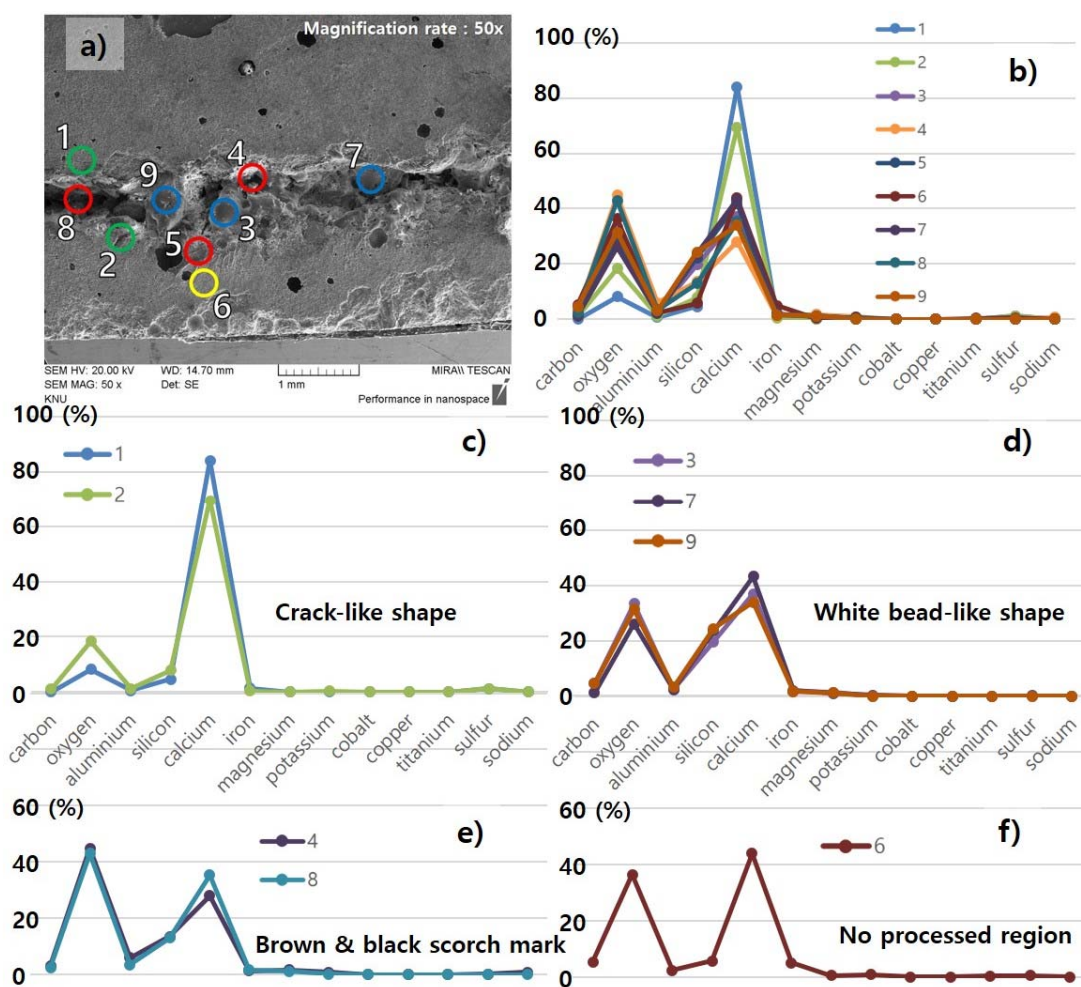 a)
Magnification rate : 50x
1
9
4
7
8
2
5
3
6
SEM HV: 20.00 kV
WD: 14.70 mm
SEM MAG: 50 x
Det: SE
1 mm
MIRA\\ TESCAN
KNU
Performance in nanospace
b)
100 (%)
80
60
40
20
0
1
2
3
4
5
6
7
8
9
carbon
oxygen
aluminium
silicon
calcium
iron
magnesium
potassium
cobalt
copper
titanium
sulfur
sodium
c)
100 (%)
80
60
40
20
0
1
2
Crack-like shape
carbon
oxygen
aluminium
silicon
calcium
iron
magnesium
potassium
cobalt
copper
titanium
sulfur
sodium
d)
100 (%)
80
60
40
20
0
3
7
9
White bead-like shape
carbon
oxygen
aluminium
silicon
calcium
iron
magnesium
potassium
cobalt
copper
titanium
sulfur
sodium
e)
60 (%)
40
20
0
4
8
Brown & black scorch mark
f)
60 (%)
40
20
0
6
No processed region